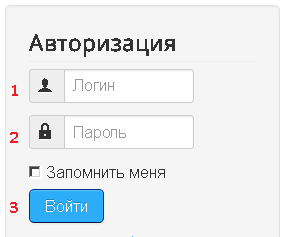 Авторизация
1 Логин
2 Пароль
Запомнить меня
3 Войти